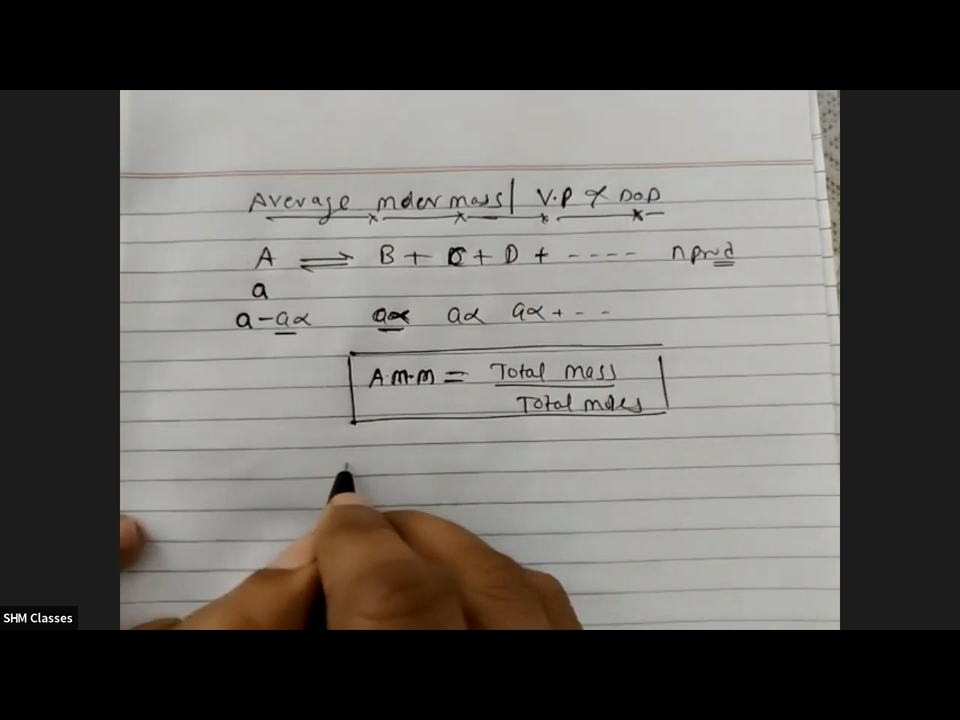 Average molar mass | V.P & DOD
A ⇌ B + C + D + ---- n prod
a
a-aα aα aα aα + --
A.M.M = Total mass
Total moles
SHM Classes